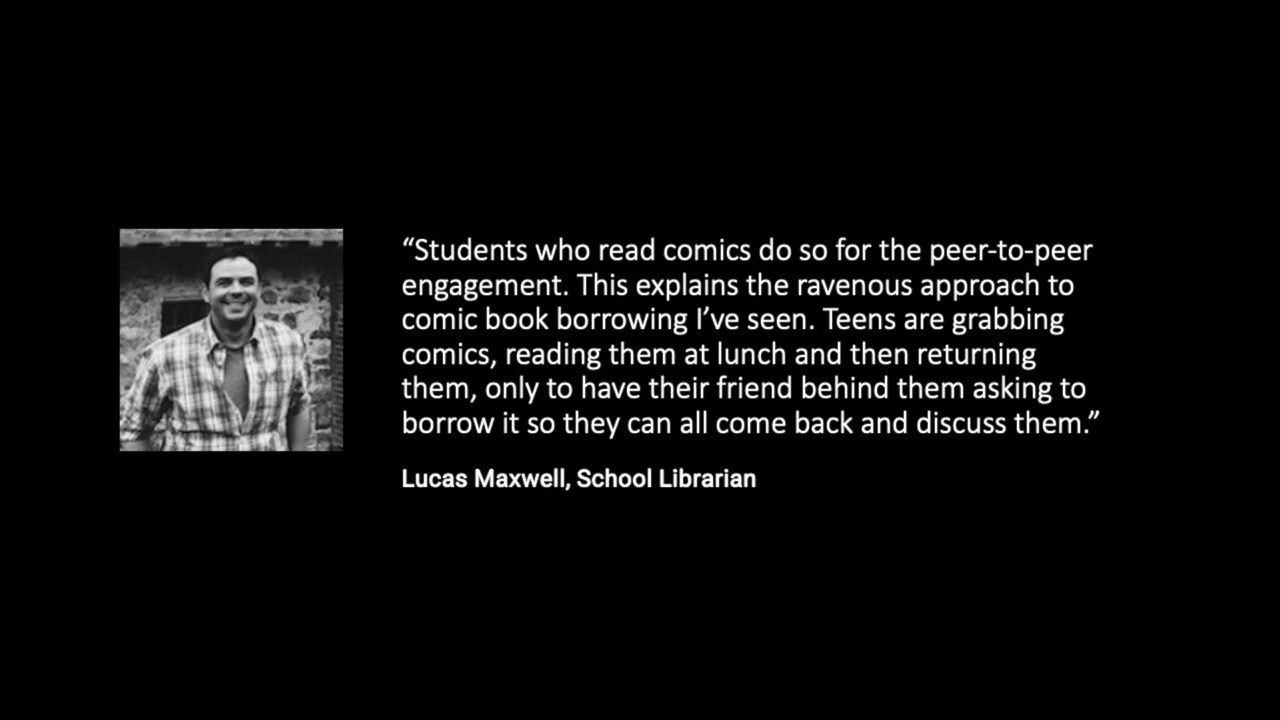 “Students who read comics do so for the peer-to-peer
engagement. This explains the ravenous approach to
comic book borrowing I’ve seen. Teens are grabbing
comics, reading them at lunch and then returning
them, only to have their friend behind them asking to
borrow it so they can all come back and discuss them.”
Lucas Maxwell, School Librarian